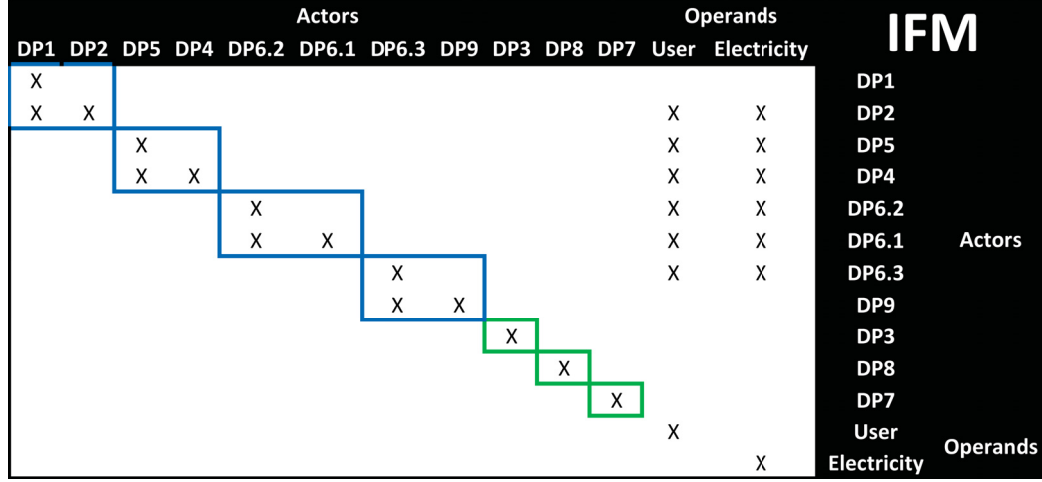 Actors Operands IFM
DP1 DP2 DP5 DP4 DP6.2 DP6.1 DP6.3 DP9 DP3 DP8 DP7 User Electricity
X DP1
X X X X DP2
X X X DP5
X X X X DP4
X X X DP6.2
X X X X DP6.1 Actors
X X X DP6.3
X X DP9
X DP3
X DP8
X DP7
X User
Operands
X Electricity